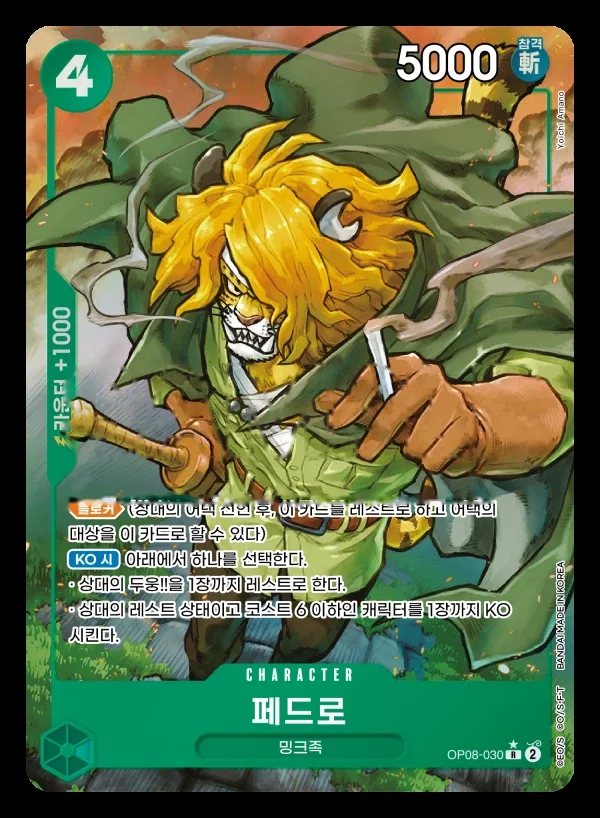 4
5000
참격
斬
Yoichi Amano
카운터 +1000
블로커 (상대의 어택 선언 후, 이 카드를 레스트로 하고 어택의
대상을 이 카드로 할 수 있다)
KO 시 아래에서 하나를 선택한다.
· 상대의 두웅!!을 1장까지 레스트로 한다.
· 상대의 레스트 상태이고 코스트 6 이하인 캐릭터를 1장까지 KO
시킨다.
CHARACTER
페드로
밍크족
OP08-030 R 2
©EO/S ©O/S·F·T BANDAI MADE IN KOREA